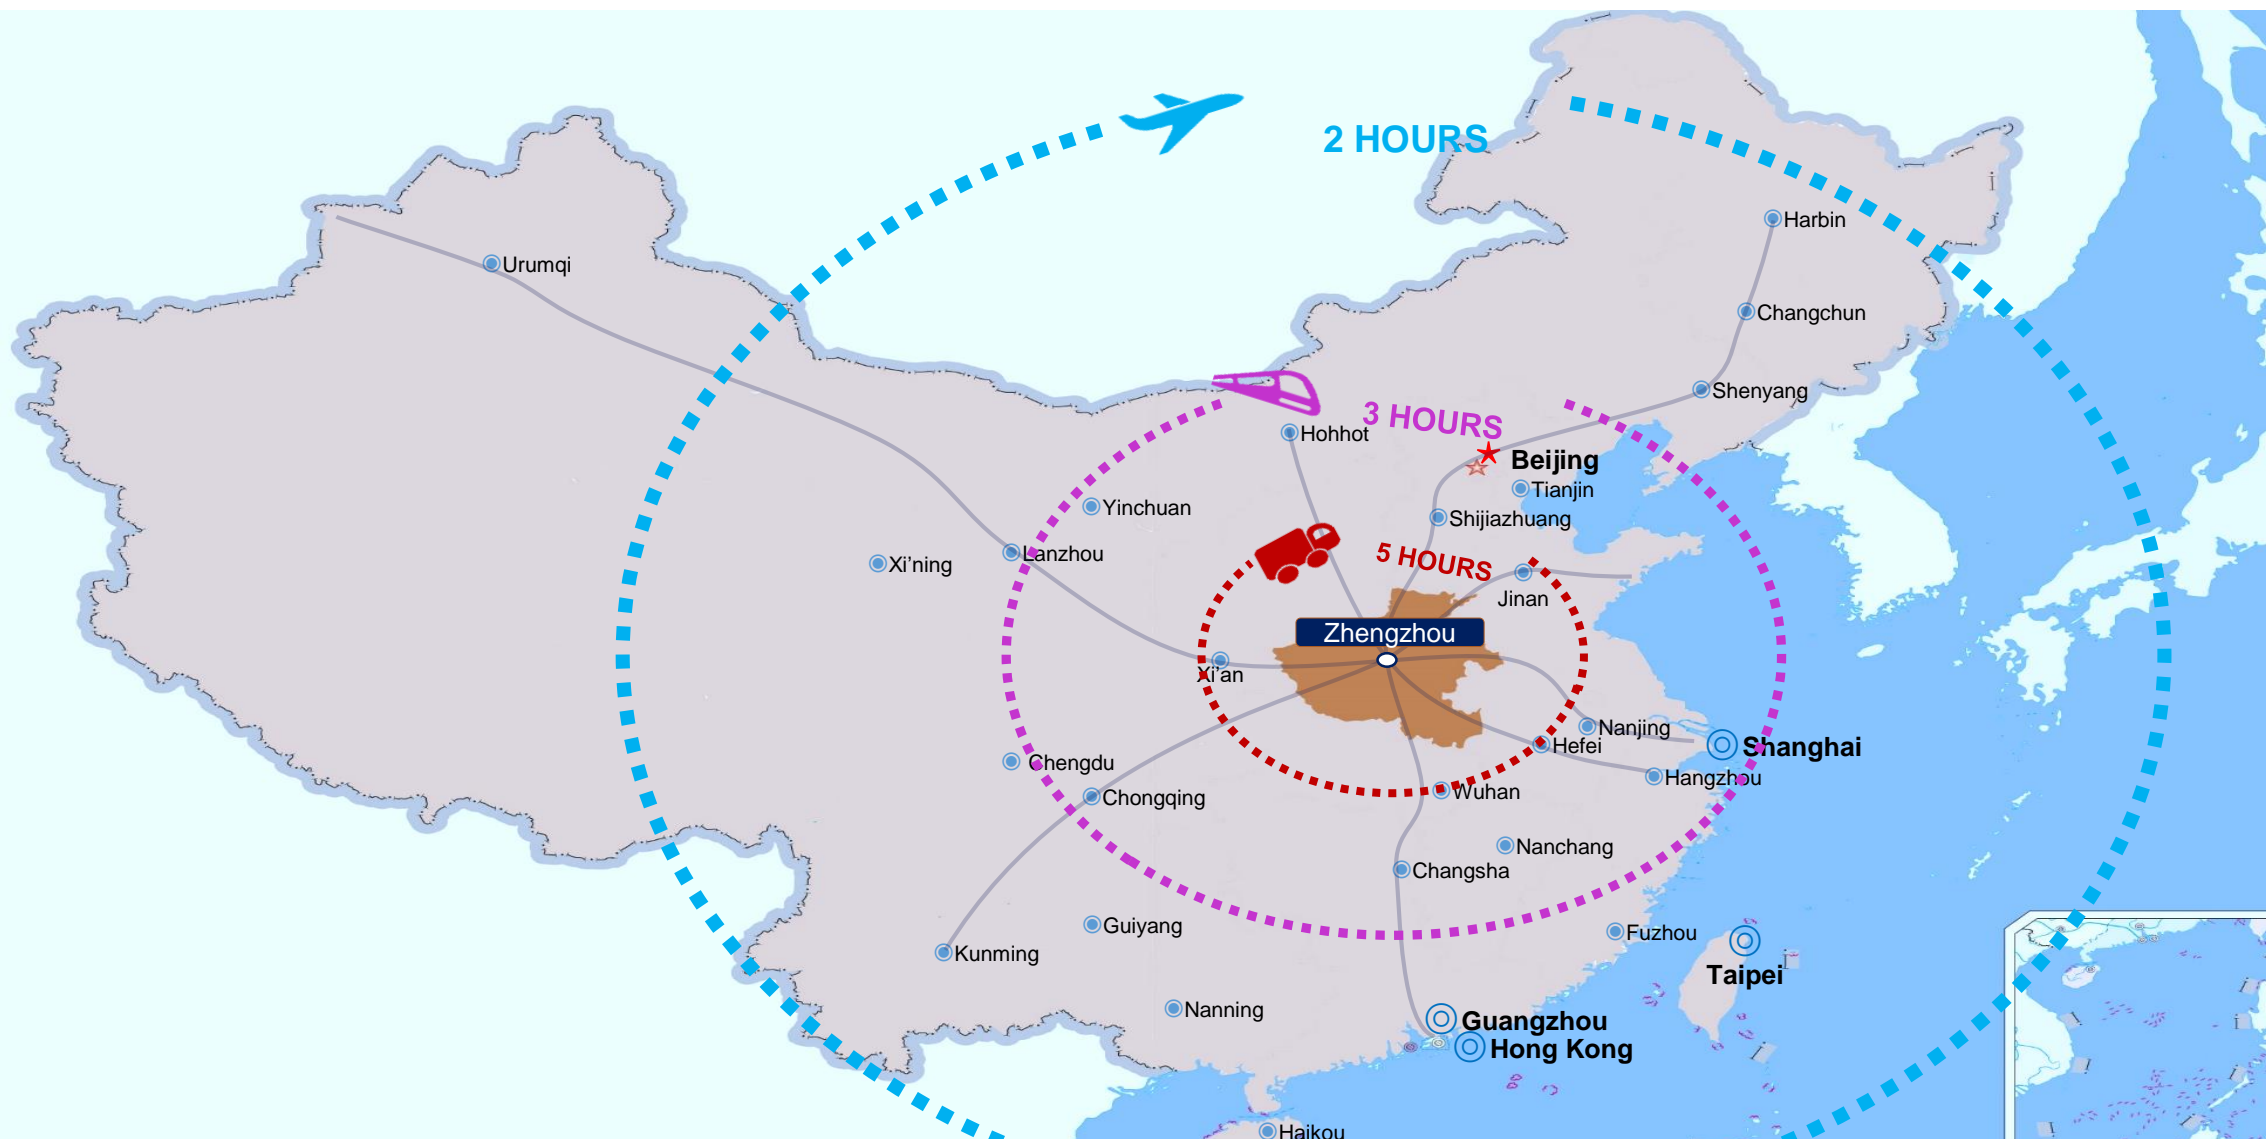 2 HOURS
Harbin
Urumqi
Changchun
Shenyang
3 HOURS
Hohhot
Beijing
Tianjin
Yinchuan
Shijiazhuang
Lanzhou
5 HOURS
Xi'ning
Jinan
Zhengzhou
Xi'an
Nanjing
Hefei
Shanghai
Chengdu
Hangzhou
Chongqing
Wuhan
Nanchang
Changsha
Guiyang
Fuzhou
Kunming
Taipei
Nanning
Guangzhou
Hong Kong
Haikou